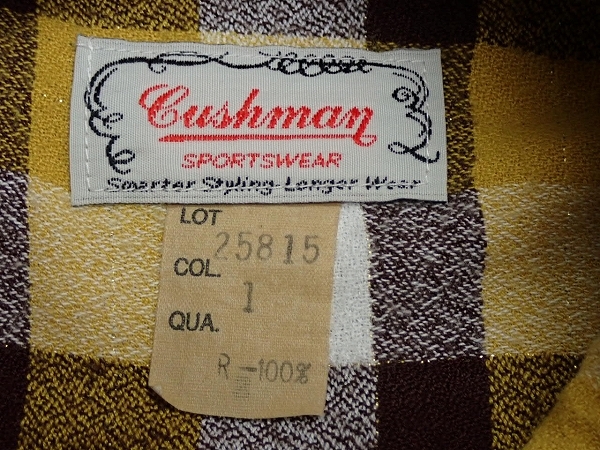 Cushman
SPORTSWEAR
Smarter Styling-Longer Wear
LOT 25815
COL. 1
QUA.
R-100%